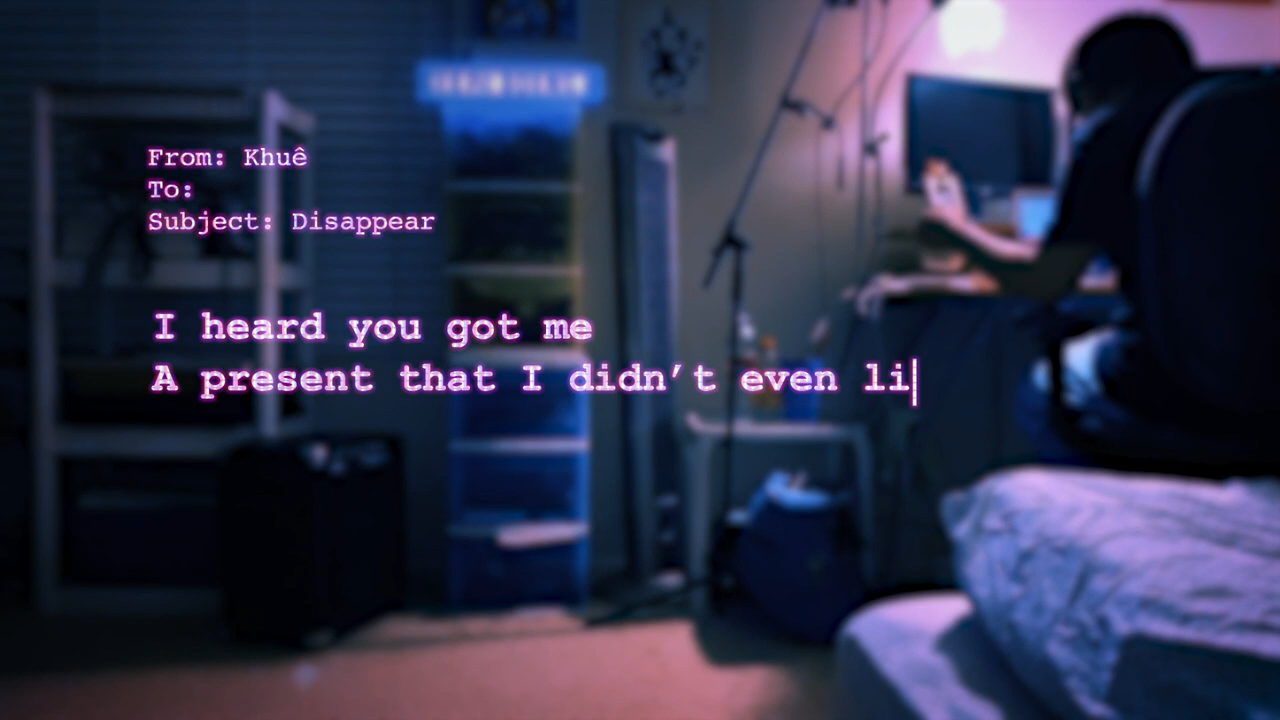 From: Khuê
To:
Subject: Disappear
I heard you got me
A present that I didn’t even li